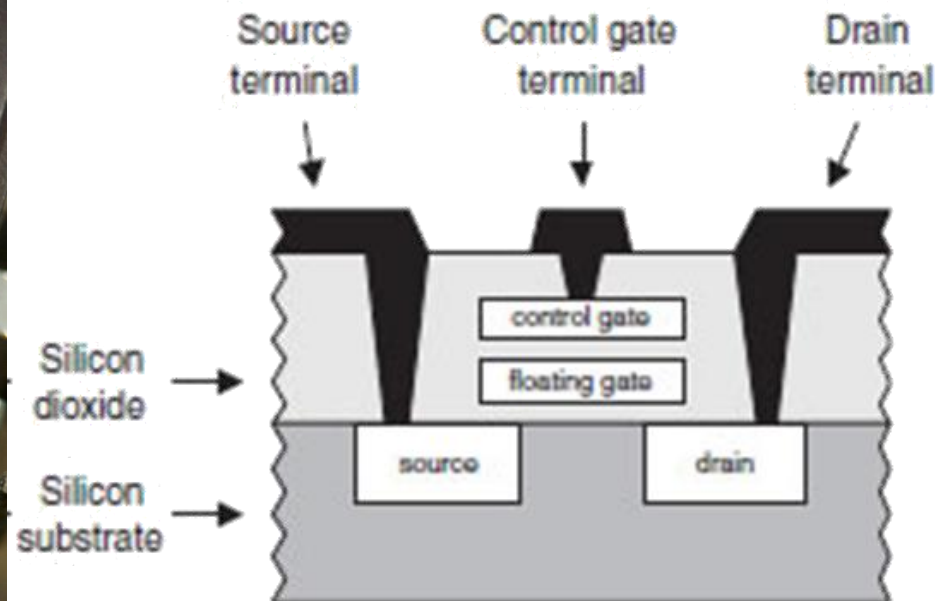 Source
terminal
Control gate
terminal
Drain
terminal
control gate
floating gate
Silicon
dioxide
source
drain
Silicon
substrate